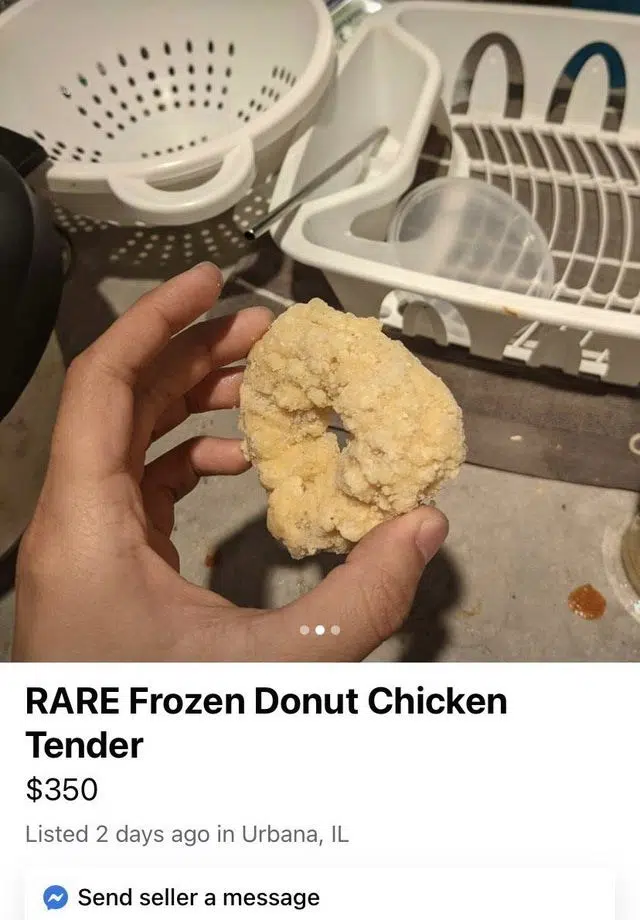 RARE Frozen Donut Chicken
Tender
$350
Listed 2 days ago in Urbana, IL
Send seller a message